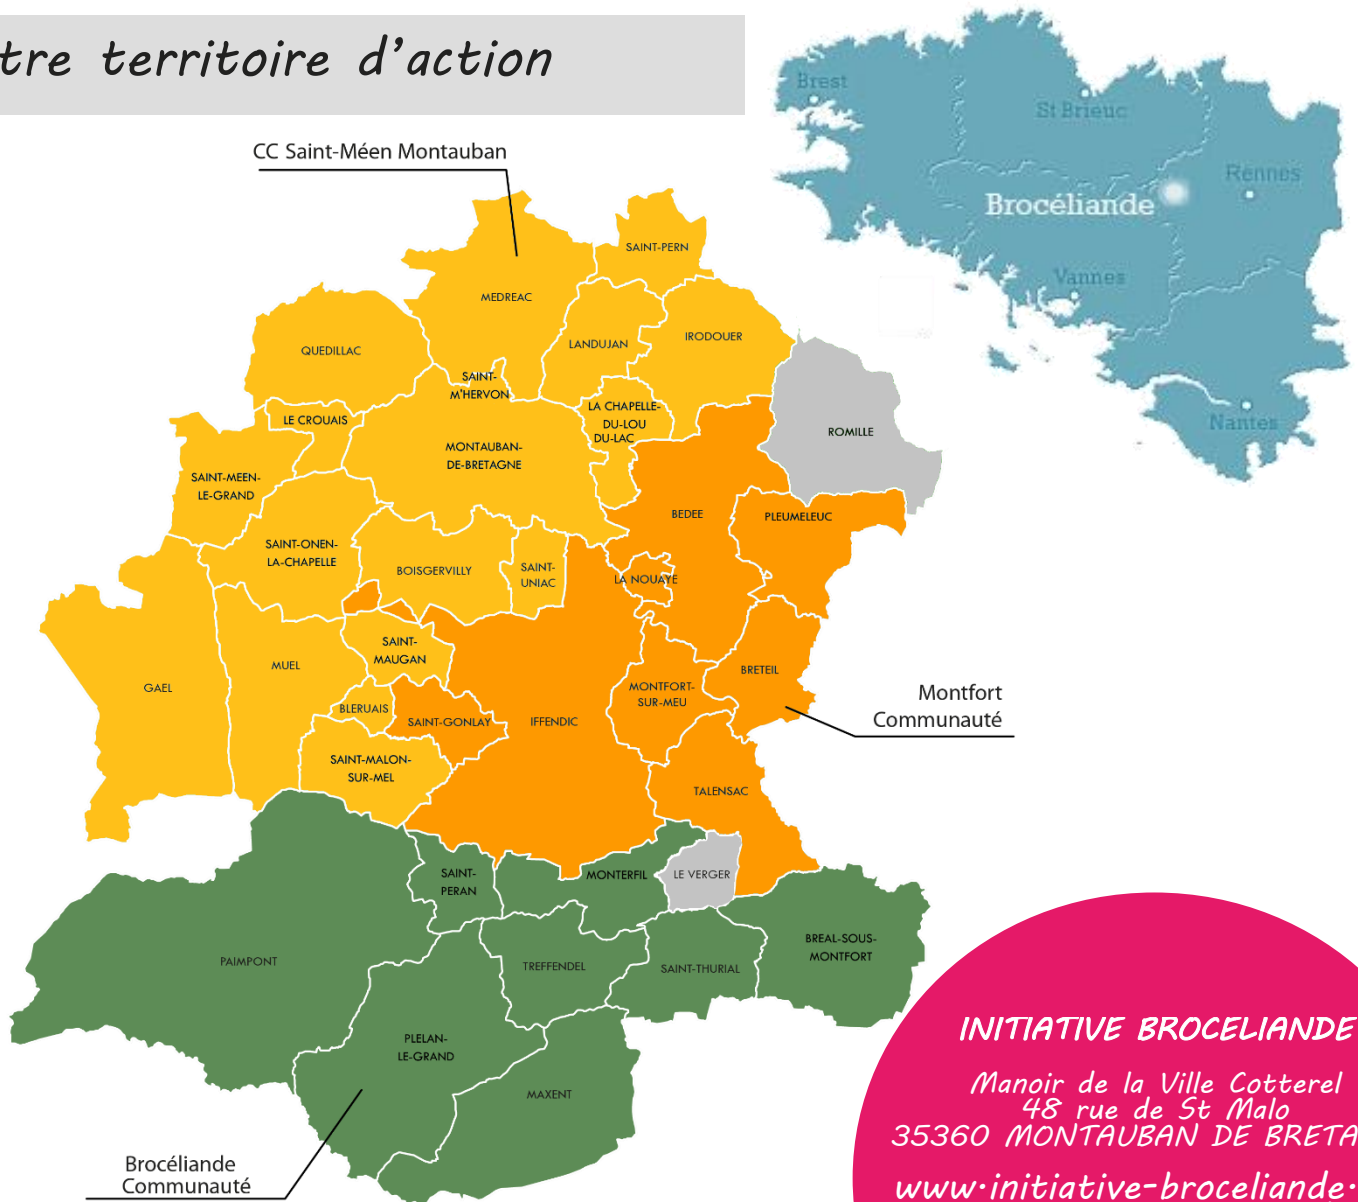 tre territoire d'action
CC Saint-Méen Montauban
Brest
St Brieuc
Rennes
Brocéliande
Vannes
Nantes
SAINT-PERN
MEDREAC
IRODOUER
LANDUJAN
QUEDILLAC
SAINT-
M'HERVON
LA CHAPELLE-
DU-LOU
DU-LAC
LE CROUAIS
ROMILLE
MONTAUBAN-
DE-BRETAGNE
SAINT-MEEN-
LE-GRAND
BEDEE
PLEUMELEUC
SAINT-ONEN-
LA-CHAPELLE
BOISGERVILLY
SAINT-
UNIAC
LA NOUAYE
SAINT-
MAUGAN
MUEL
BRETEIL
GAEL
MONTFORT-
SUR-MEU
Montfort
Communauté
BLERUAIS
SAINT-GONLAY
IFFENDIC
SAINT-MALON-
SUR-MEL
TALENSAC
SAINT-
PERAN
MONTERFIL
LE VERGER
BREAL-SOUS-
MONTFORT
PAIMPONT
TREFFENDEL
SAINT-THURIAL
PLELAN-
LE-GRAND
MAXENT
Brocéliande
Communauté
INITIATIVE BROCELIANDE
Manoir de la Ville Cotterel
48 rue de St Malo
35360 MONTAUBAN DE BRETA
www.initiative-broceliande.